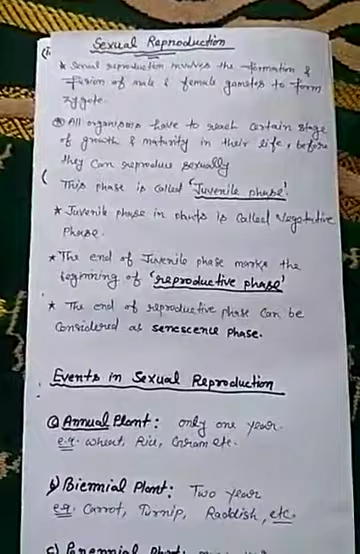 Sexual Reproduction
* Sexual reproduction involves the formation &
fusion of male & female gametes to form
zygote.
⊛ All organisms have to reach certain stage
of growth & maturity in their life, before
they can reproduce sexually
( This phase is called 'Juvenile phase'.
* Juvenile phase in plants is called Vegetative
Phase.
* The end of Juvenile phase marks the
beginning of 'reproductive phase'
* The end of reproductive phase can be
Considered as senescence phase.
Events in Sexual Reproduction
a) Annual Plant: only one year.
e.g. wheat, Rice, Gram etc.
b) Biennial Plant: Two year
eg. Carrot, Turnip, Raddish, etc.
c) Perennial Plant: